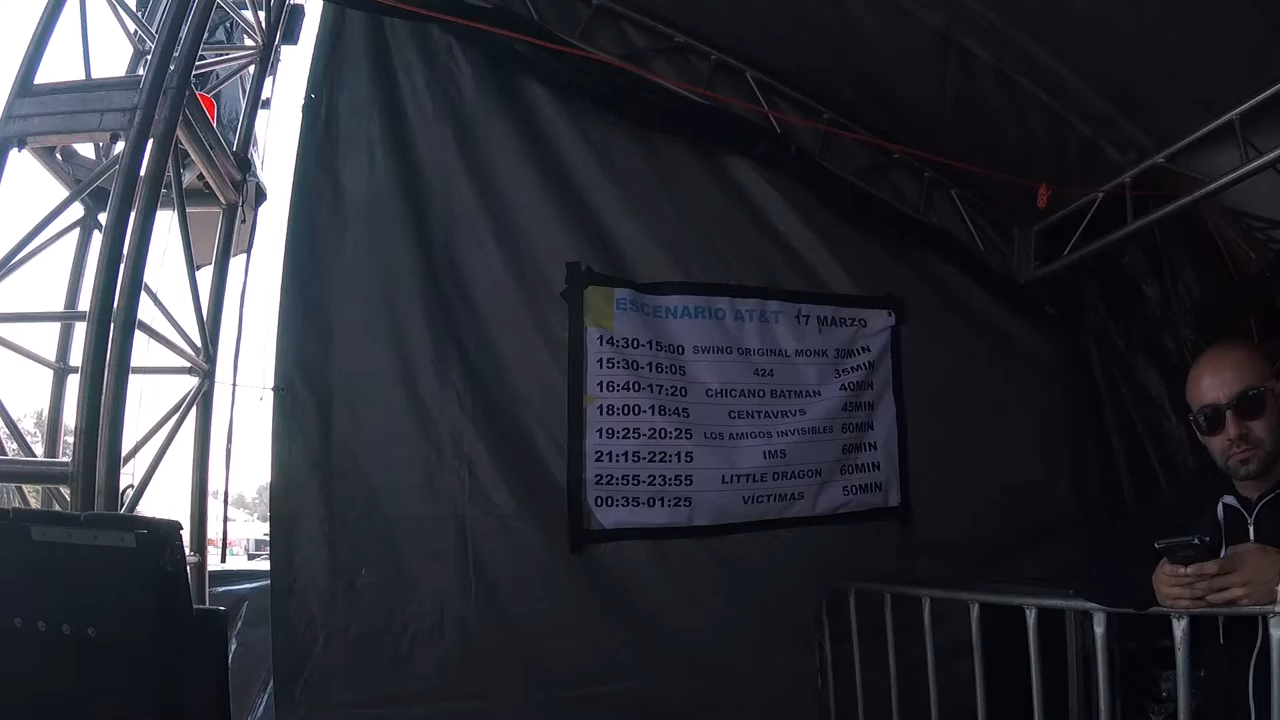 ESCENARIO AT&T 17 MARZO
14:30-15:00 SWING ORIGINAL MONK 30MIN
15:30-16:05 424 35MIN
16:40-17:20 CHICANO BATMAN 40MIN
18:00-18:45 CENTAVRVS 45MIN
19:25-20:25 LOS AMIGOS INVISIBLES 60MIN
21:15-22:15 IMS 60MIN
22:55-23:55 LITTLE DRAGON 60MIN
00:35-01:25 VÍCTIMAS 50MIN